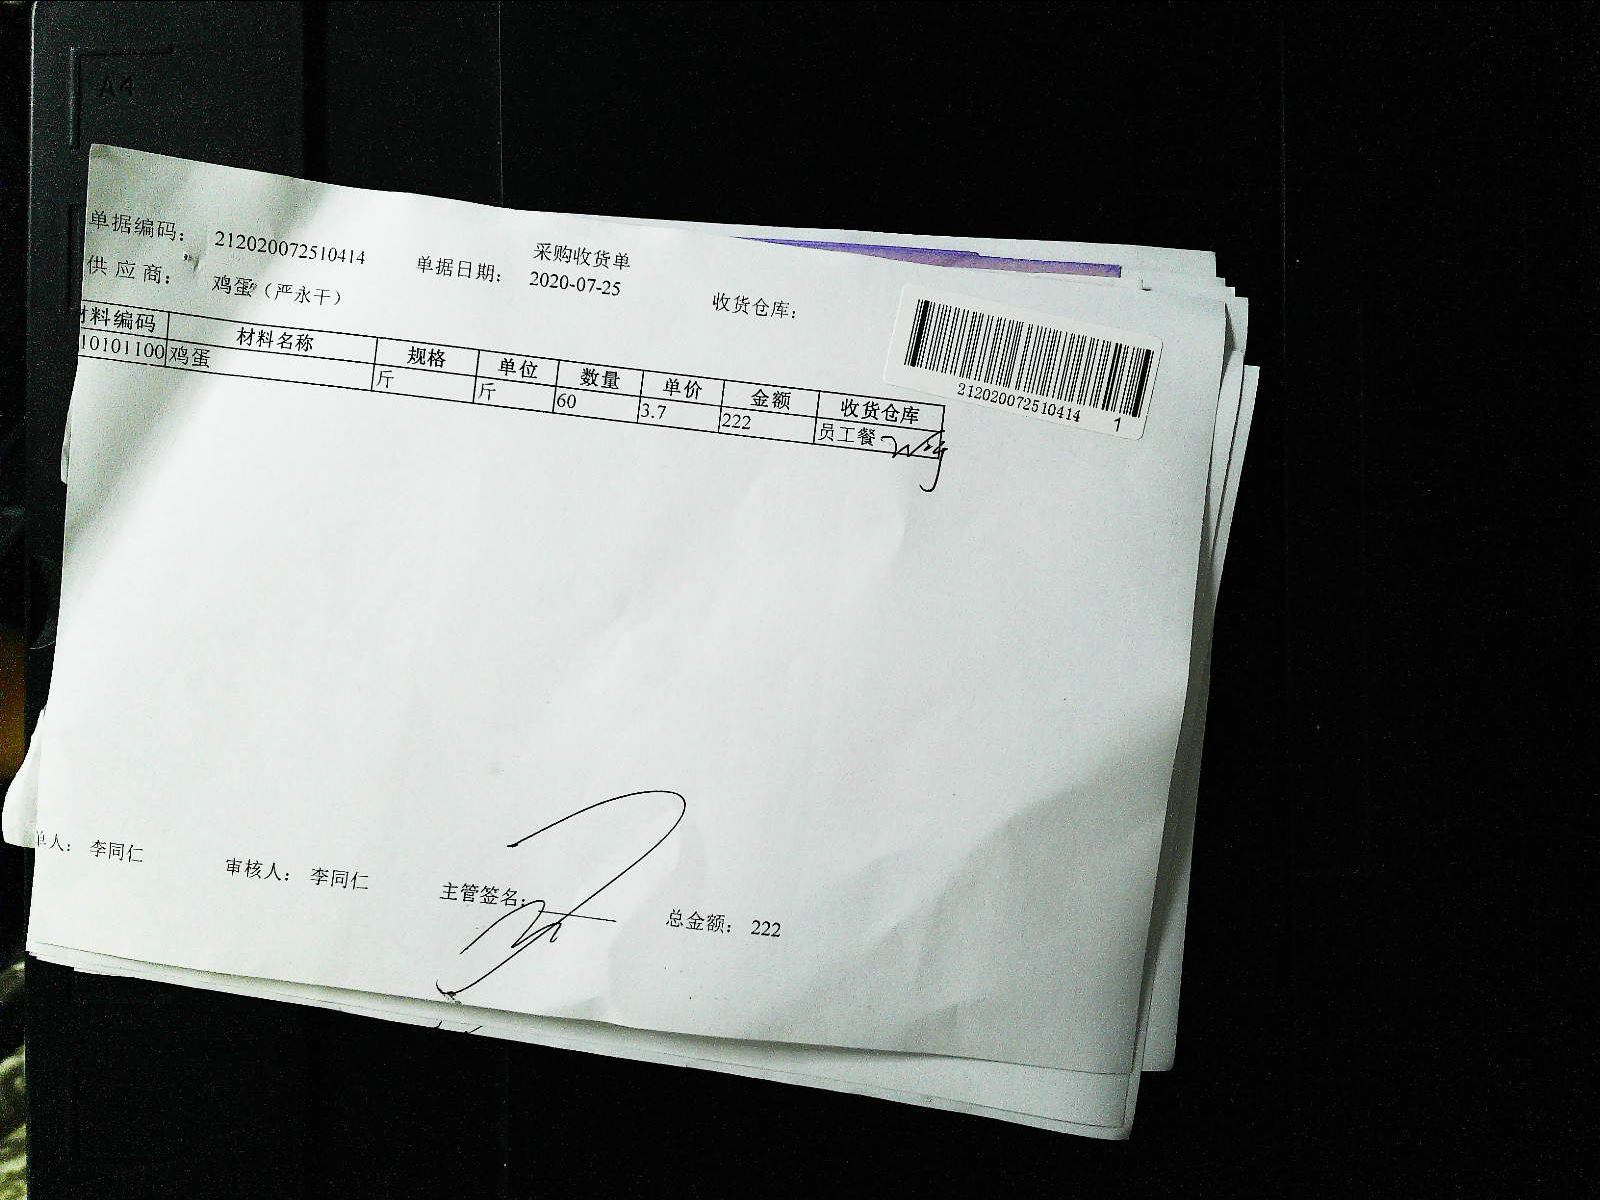 A4
采购收货单
单据编码: 212020072510414 单据日期: 2020-07-25 收货仓库:
供应商: 鸡蛋(严永干)
212020072510414 1
材料编码 材料名称 规格 单位 数量 单价 金额 收货仓库
10101100 鸡蛋 斤 斤 60 3.7 222 员工餐
单人: 李同仁 审核人: 李同仁 主管签名: 总金额: 222